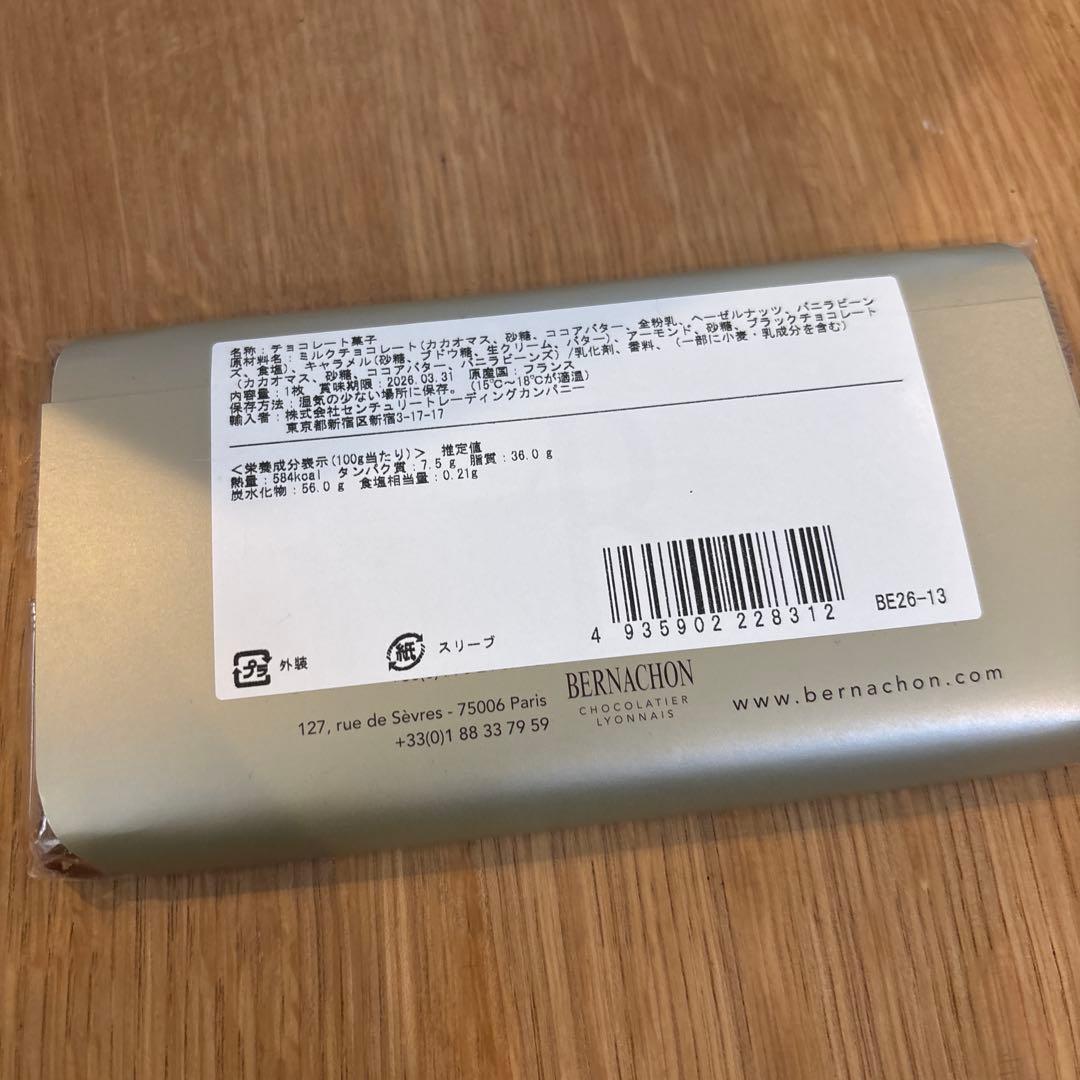 名称：チョコレート菓子
原材料名：ミルクチョコレート(カカオマス、砂糖、ココアバター、全粉乳、ヘーゼルナッツ、バニラビーン
ズ、食塩)、キャラメル(砂糖、ブドウ糖、生クリーム、バター)、アーモンド、砂糖、ブラックチョコレート
(カカオマス、砂糖、ココアバター、バニラビーンズ)/乳化剤、香料、(一部に小麦・乳成分を含む)
内容量：1枚 賞味期限：2026.03.31 原産国：フランス
保存方法：湿気の少ない場所に保存。(15℃～18℃が適温)
輸入者：株式会社センチュリートレーディングカンパニー
東京都新宿区新宿3-17-17
＜栄養成分表示(100g当たり)＞ 推定値
熱量：584kcal タンパク質：7.5g 脂質：36.0g
炭水化物：56.0g 食塩相当量：0.21g
4 935902 228312
BE26-13
プラ 外装
紙 スリーブ
127, rue de Sèvres - 75006 Paris
+33(0)1 88 33 79 59
BERNACHON
CHOCOLATIER
LYONNAIS
www.bernachon.com